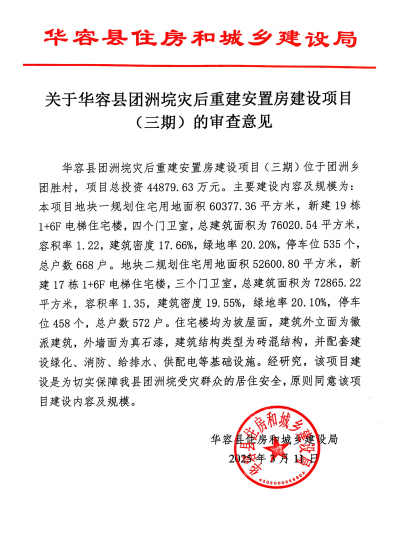 华容县住房和城乡建设局
关于华容县团洲垸灾后重建安置房建设项目
（三期）的审查意见
华容县团洲垸灾后重建安置房建设项目（三期）位于团洲乡
团胜村，项目总投资 44879.63 万元。主要建设内容及规模为：
本项目地块一规划住宅用地面积 60377.36 平方米，新建 19 栋
1+6F 电梯住宅楼，四个门卫室，总建筑面积为 76020.54 平方米，
容积率 1.22，建筑密度 17.66%，绿地率 20.20%，停车位 535 个，
总户数 668 户。地块二规划住宅用地面积 52600.80 平方米，新
建 17 栋 1+6F 电梯住宅楼，三个门卫室，总建筑面积为 72865.22
平方米，容积率 1.35，建筑密度 19.55%，绿地率 20.10%，停车
位 458 个，总户数 572 户。住宅楼均为坡屋面，建筑外立面为徽
派建筑，外墙面为真石漆，建筑结构类型为砖混结构，并配套建
设绿化、消防、给排水、供配电等基础设施。经研究，该项目建
设是为切实保障我县团洲垸受灾群众的居住安全，原则同意该项
目建设内容及规模。
华容县住房和城乡建设局
2025 年 3 月 11 日
华容县住房和城乡建设局